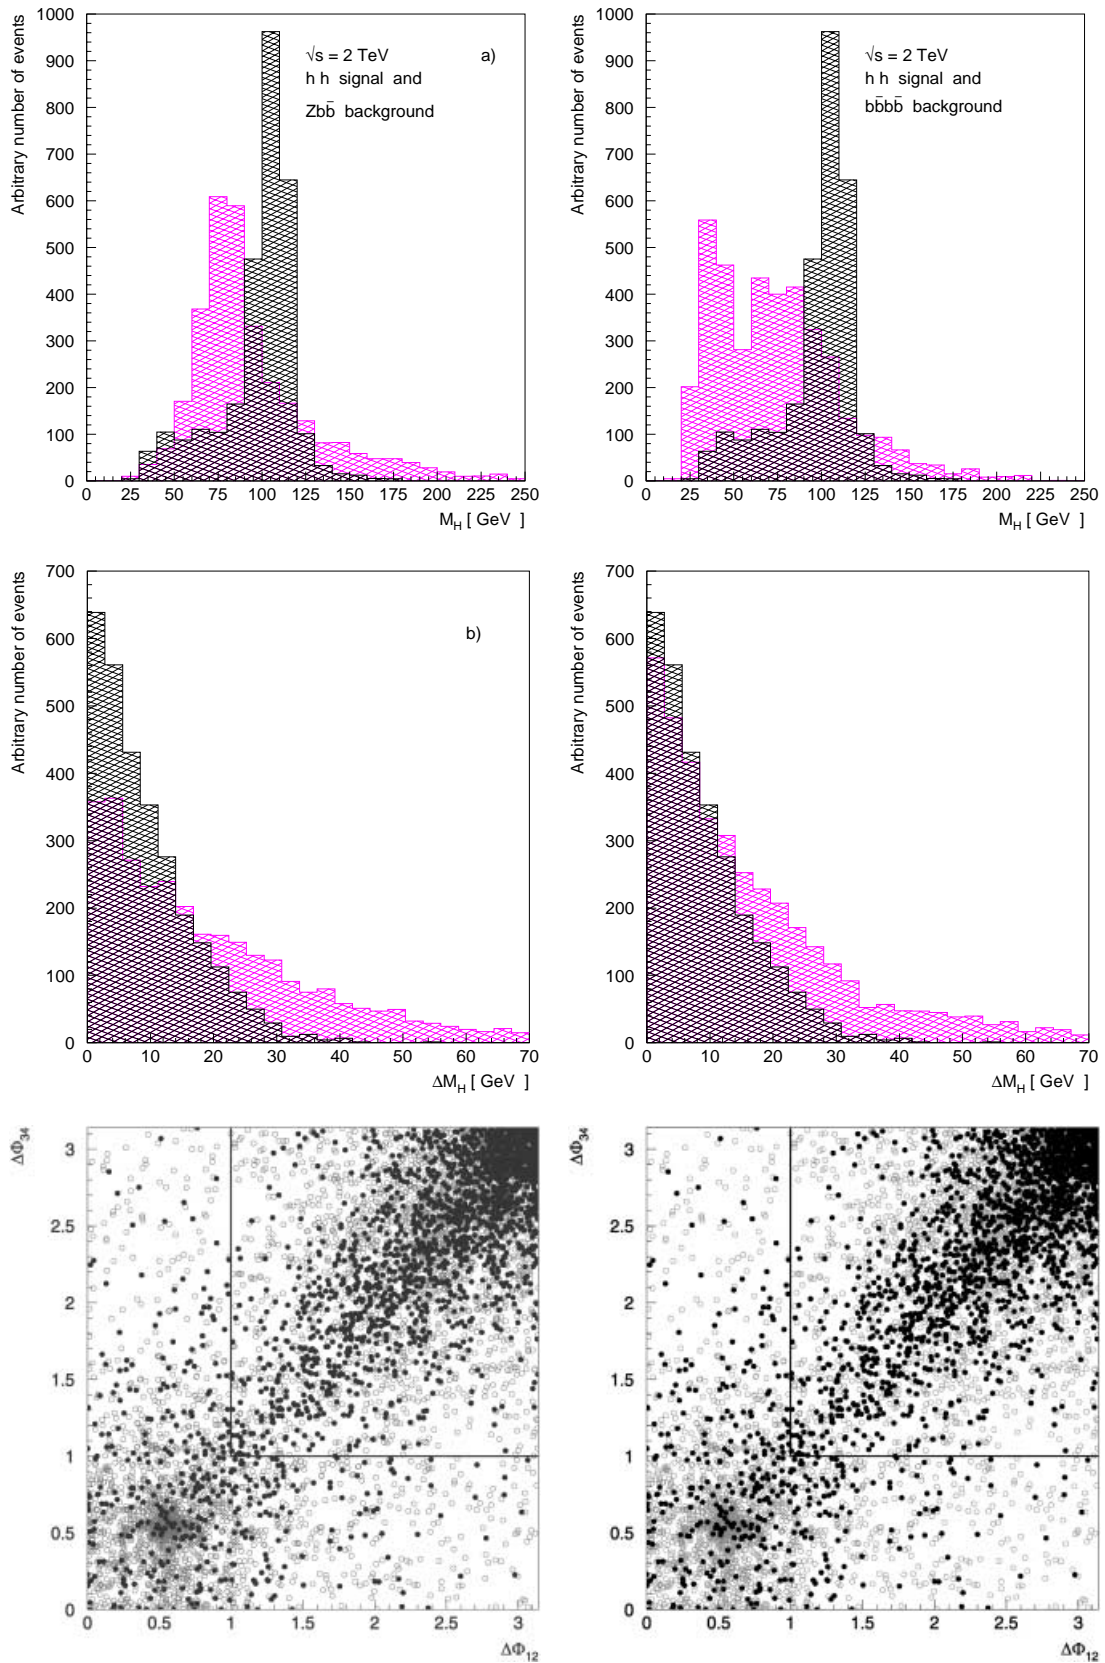 Arbitrary number of events
1000
900
800
700
600
500
400
300
200
100
0
√s = 2 TeV
h h signal and
Zbb̄ background
a)
0 25 50 75 100 125 150 175 200 225 250
M_H [ GeV ]
Arbitrary number of events
1000
900
800
700
600
500
400
300
200
100
0
√s = 2 TeV
h h signal and
bb̄bb̄ background
0 25 50 75 100 125 150 175 200 225 250
M_H [ GeV ]
Arbitrary number of events
700
600
500
400
300
200
100
0
b)
0 10 20 30 40 50 60 70
ΔM_H [ GeV ]
Arbitrary number of events
700
600
500
400
300
200
100
0
0 10 20 30 40 50 60 70
ΔM_H [ GeV ]
ΔΦ_34
3
2.5
2
1.5
1
0.5
0
0 0.5 1 1.5 2 2.5 3
ΔΦ_12
ΔΦ_34
3
2.5
2
1.5
1
0.5
0
0 0.5 1 1.5 2 2.5 3
ΔΦ_12